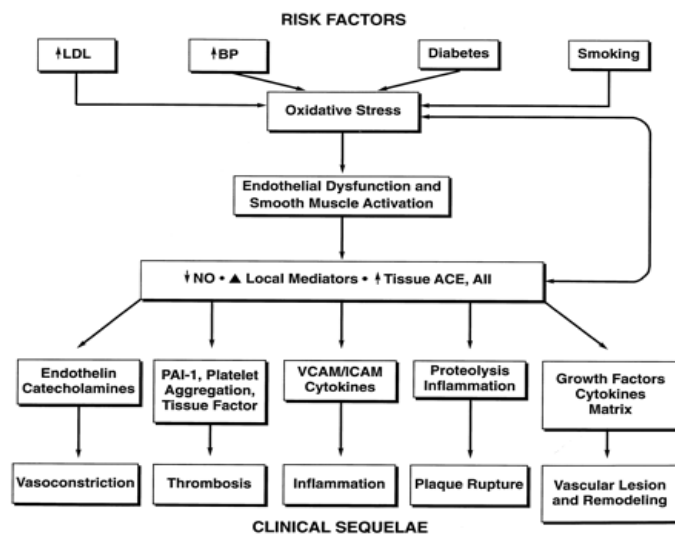 RISK FACTORS
↑LDL
↑BP
Diabetes
Smoking
Oxidative Stress
Endothelial Dysfunction and
Smooth Muscle Activation
↓NO • ▲ Local Mediators • ↑Tissue ACE, AII
Endothelin
Catecholamines
PAI-1, Platelet
Aggregation,
Tissue Factor
VCAM/ICAM
Cytokines
Proteolysis
Inflammation
Growth Factors
Cytokines
Matrix
Vasoconstriction
Thrombosis
Inflammation
Plaque Rupture
Vascular Lesion
and Remodeling
CLINICAL SEQUELAE